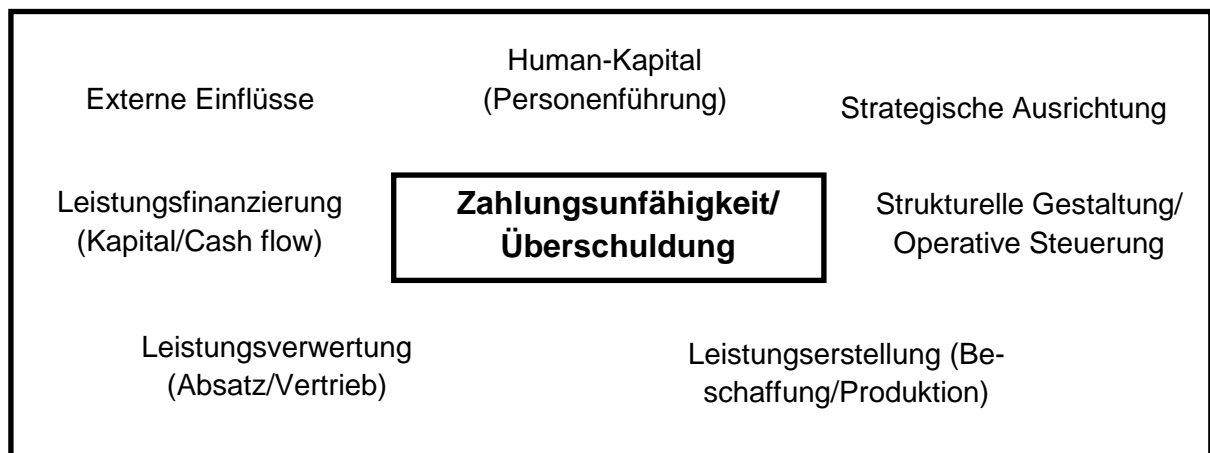 Human-Kapital
(Personenführung)
Externe Einflüsse
Strategische Ausrichtung
Leistungsfinanzierung
(Kapital/Cash flow)
Zahlungsunfähigkeit/
Überschuldung
Strukturelle Gestaltung/
Operative Steuerung
Leistungsverwertung
(Absatz/Vertrieb)
Leistungserstellung (Be-
schaffung/Produktion)